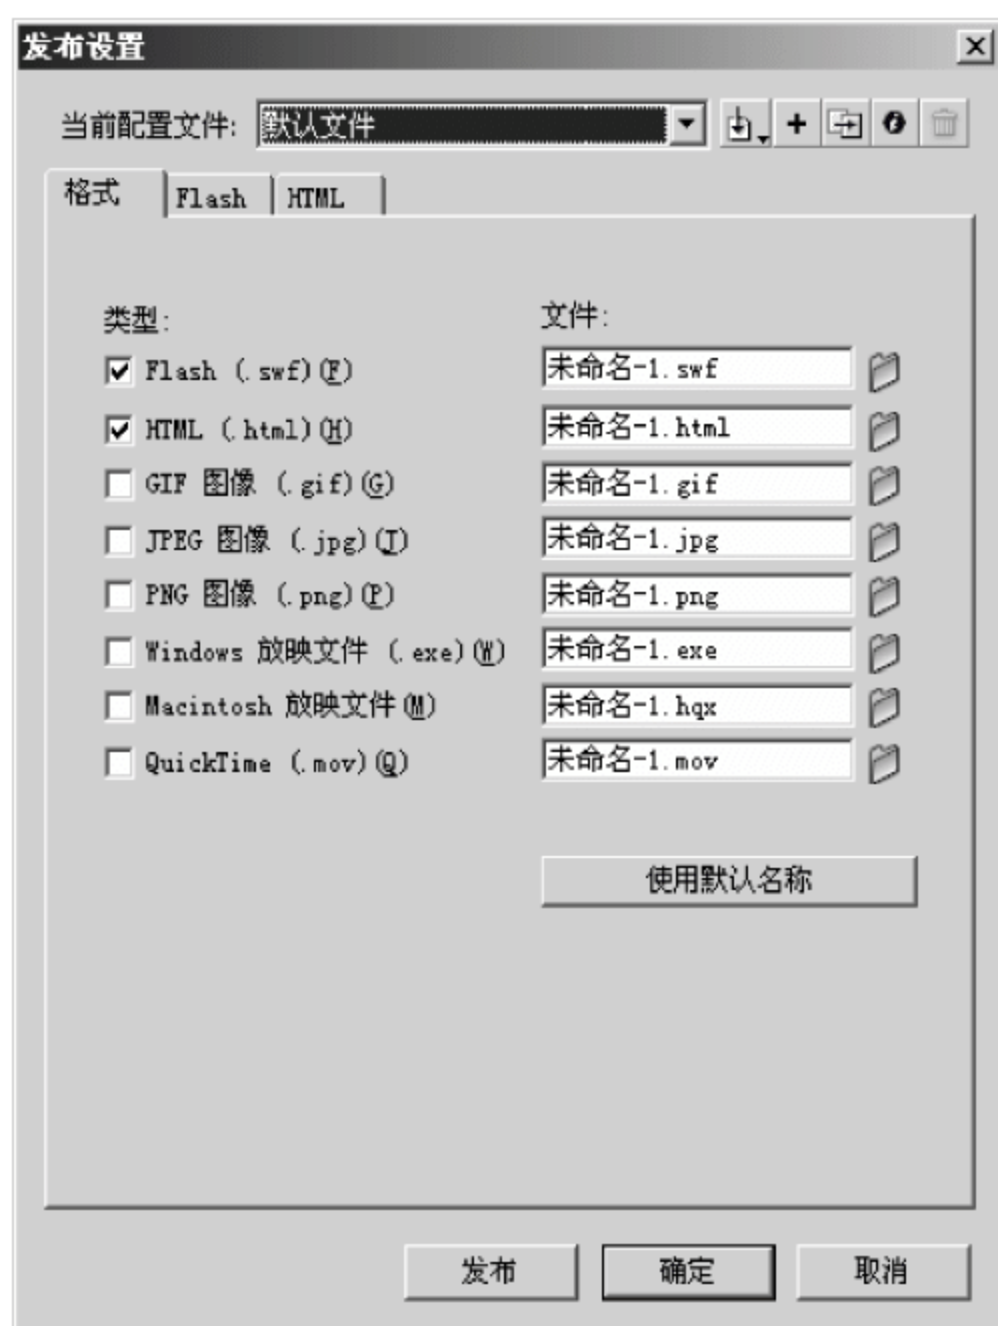 发布设置
当前配置文件: 默认文件
格式 Flash HTML
类型: 文件:
Flash (.swf)(F) 未命名-1.swf
HTML (.html)(H) 未命名-1.html
GIF 图像 (.gif)(G) 未命名-1.gif
JPEG 图像 (.jpg)(J) 未命名-1.jpg
PNG 图像 (.png)(P) 未命名-1.png
Windows 放映文件 (.exe)(W) 未命名-1.exe
Macintosh 放映文件(M) 未命名-1.hqx
QuickTime (.mov)(Q) 未命名-1.mov
使用默认名称
发布 确定 取消